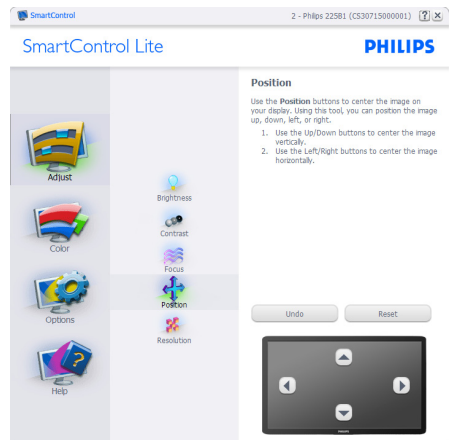 SmartControl
2 - Philips 225B1 (CS30715000001)
SmartControl Lite
PHILIPS
Adjust
Color
Options
Help
Brightness
Contrast
Focus
Position
Resolution
Position
Use the Position buttons to center the image on
your display. Using this tool, you can position the image
up, down, left, or right.
1. Use the Up/Down buttons to center the image
vertically.
2. Use the Left/Right buttons to center the image
horizontally.
Undo
Reset
PHILIPS